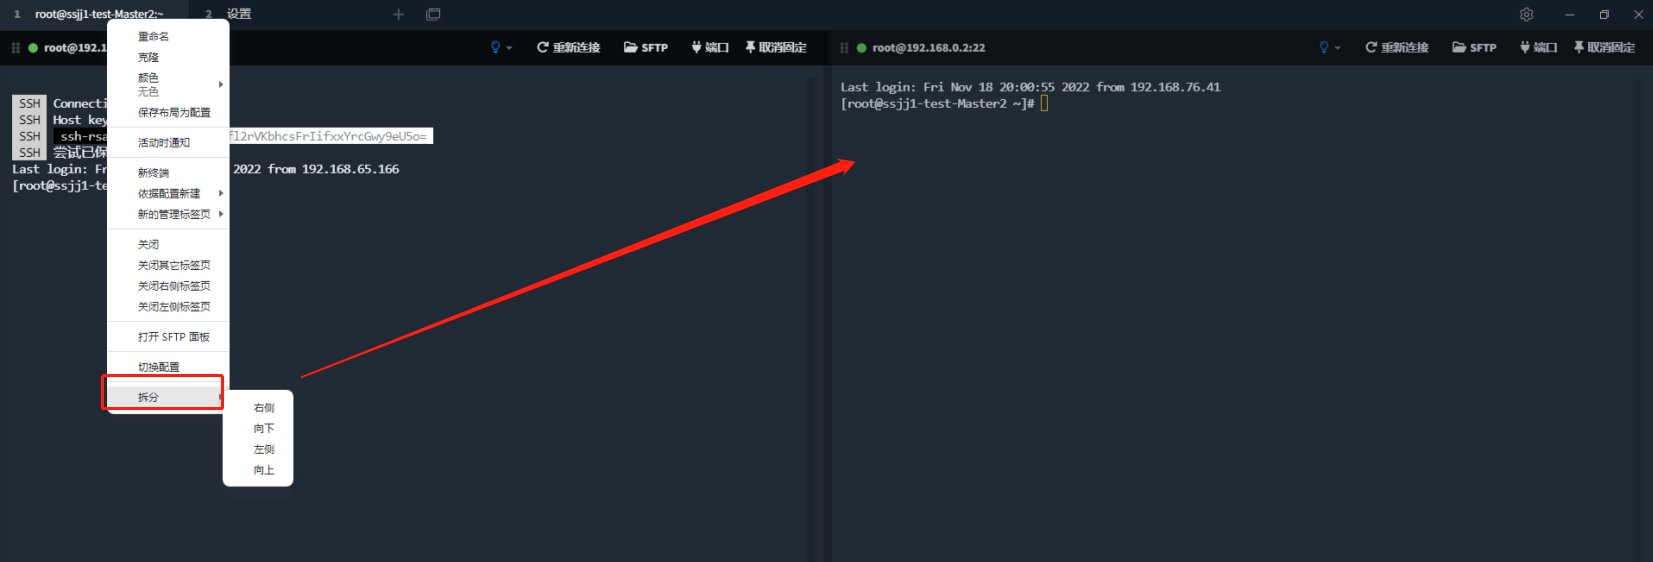 1 root@ssjj1-test-Master2:~ 2 设置
root@192.1 重新连接 SFTP 端口 取消固定
SSH Connecti
SSH Host key
SSH ssh-rsa fl2rVKbhcsFrIifxxYrcGwy9eU5o=
SSH 尝试已保
Last login: Fr 2022 from 192.168.65.166
[root@ssjj1-te
重命名
克隆
颜色
无色
保存布局为配置
活动时通知
新终端
依据配置新建
新的管理标签页
关闭
关闭其它标签页
关闭右侧标签页
关闭左侧标签页
打开 SFTP 面板
切换配置
拆分
右侧
向下
左侧
向上
root@192.168.0.2:22 重新连接 SFTP 端口 取消固定
Last login: Fri Nov 18 20:00:55 2022 from 192.168.76.41
[root@ssjj1-test-Master2 ~]#